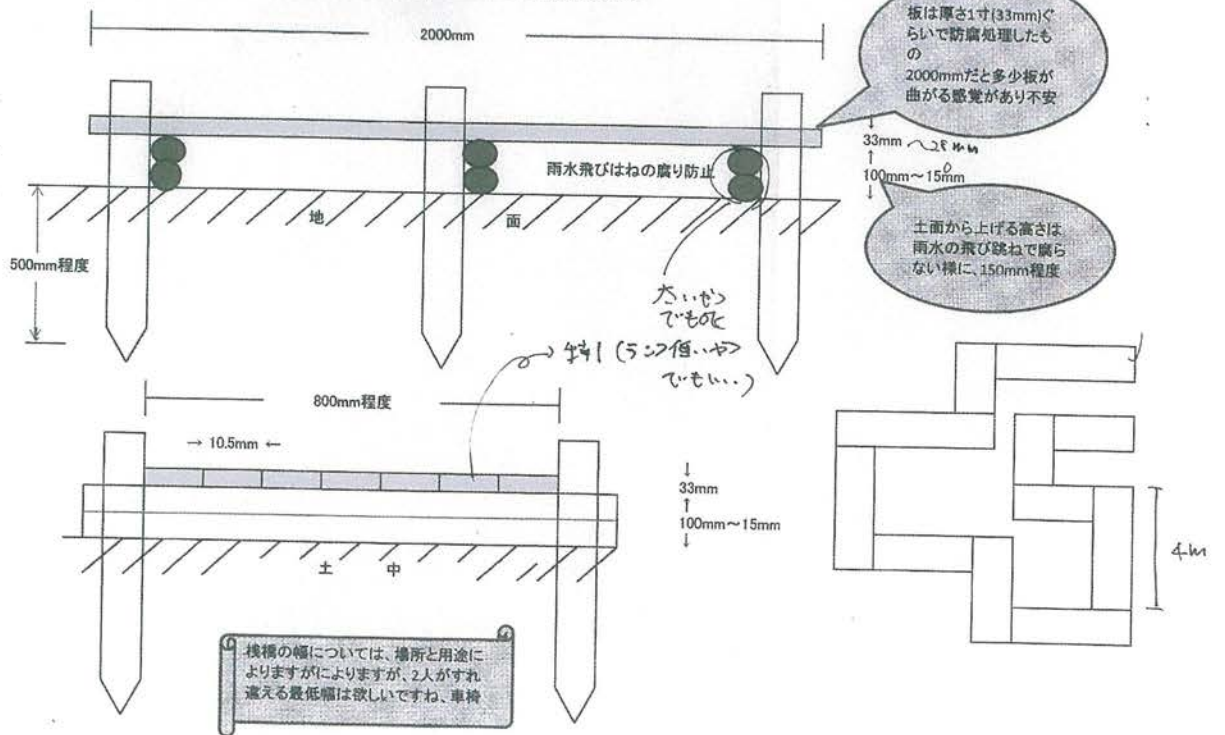 2000mm
板は厚さ1寸(33mm)ぐ
らいで防腐処理したも
の
2000mmだと多少板が
曲がる感覚があり不安
33mm ~28mm
雨水飛びはねの腐り防止
100mm～150mm
地 面
500mm程度
土面から上げる高さは
雨水の飛び跳ねで腐ら
ない様に、150mm程度
でもOK
でもいい)
800mm程度
→ 10.5mm ←
33mm
100mm～15mm
土 中
4m
桟橋の幅については、場所と用途に
よりますがによりますが、2人がすれ
違える最低幅は欲しいですね、車椅